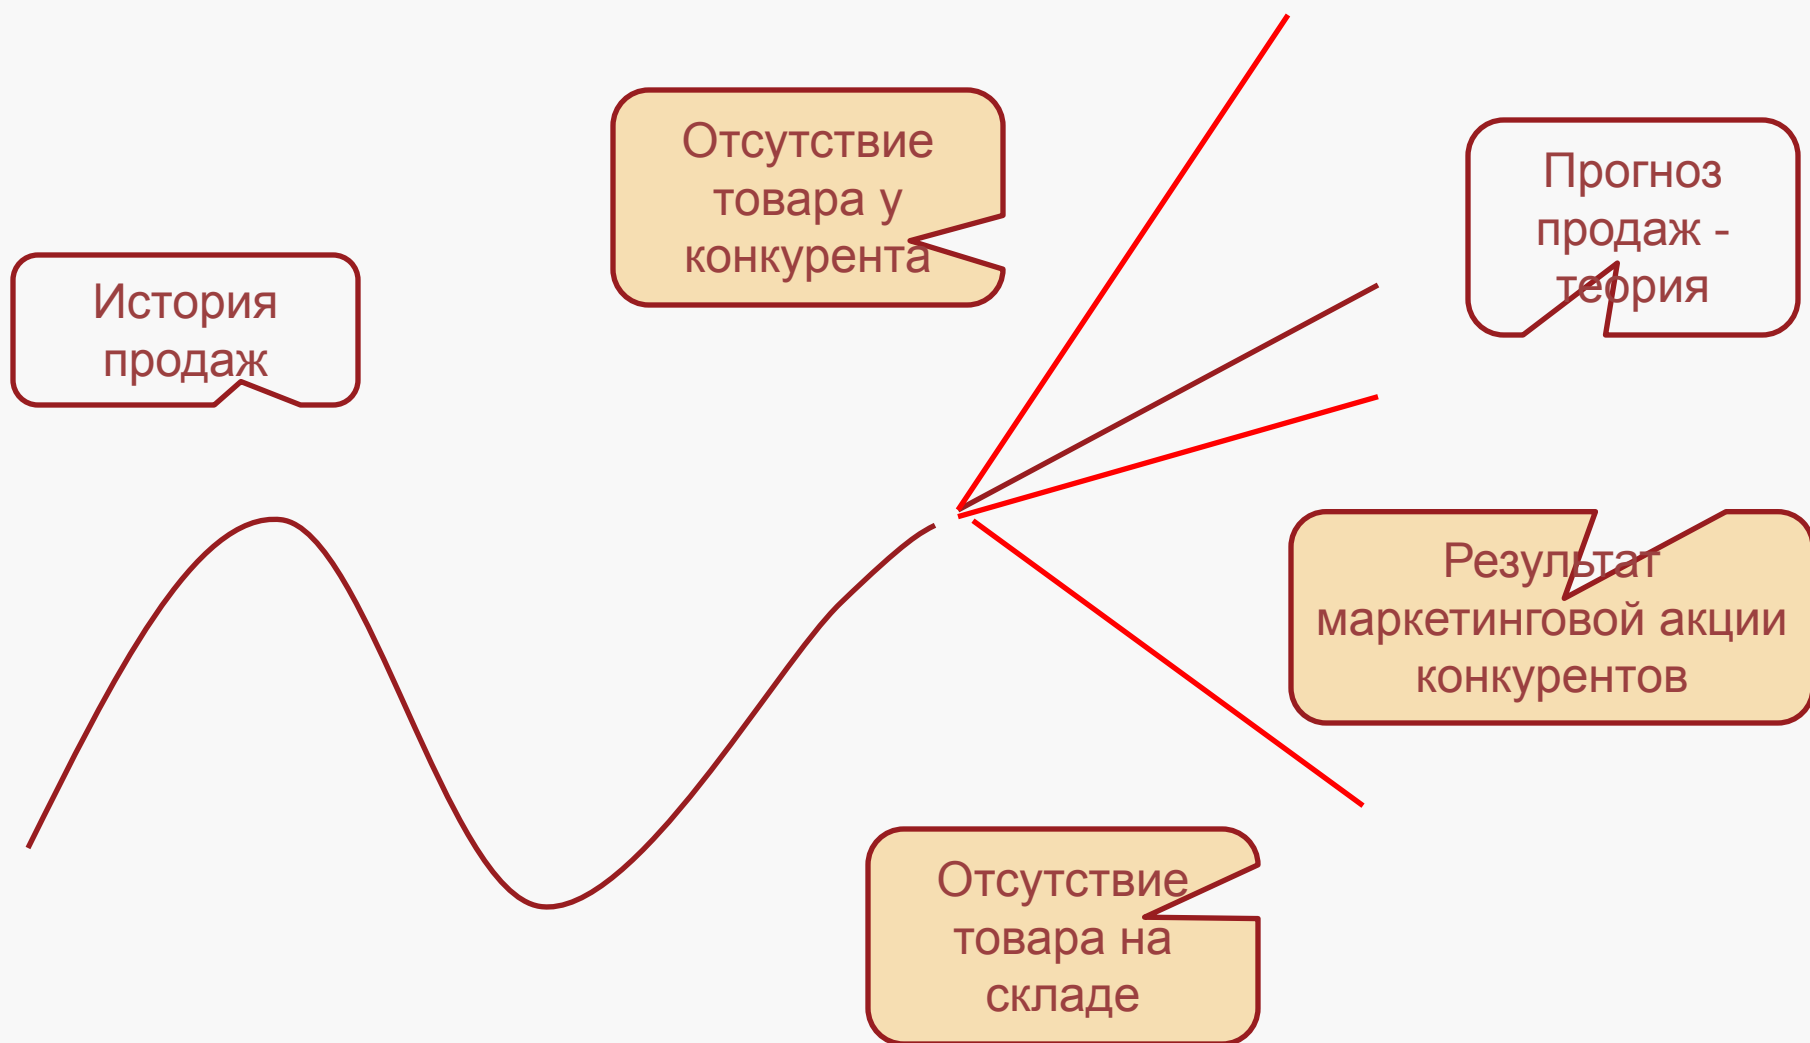 Отсутствие
товара у
конкурента
Прогноз
продаж -
теория
История
продаж
Результат
маркетинговой акции
конкурентов
Отсутствие
товара на
складе